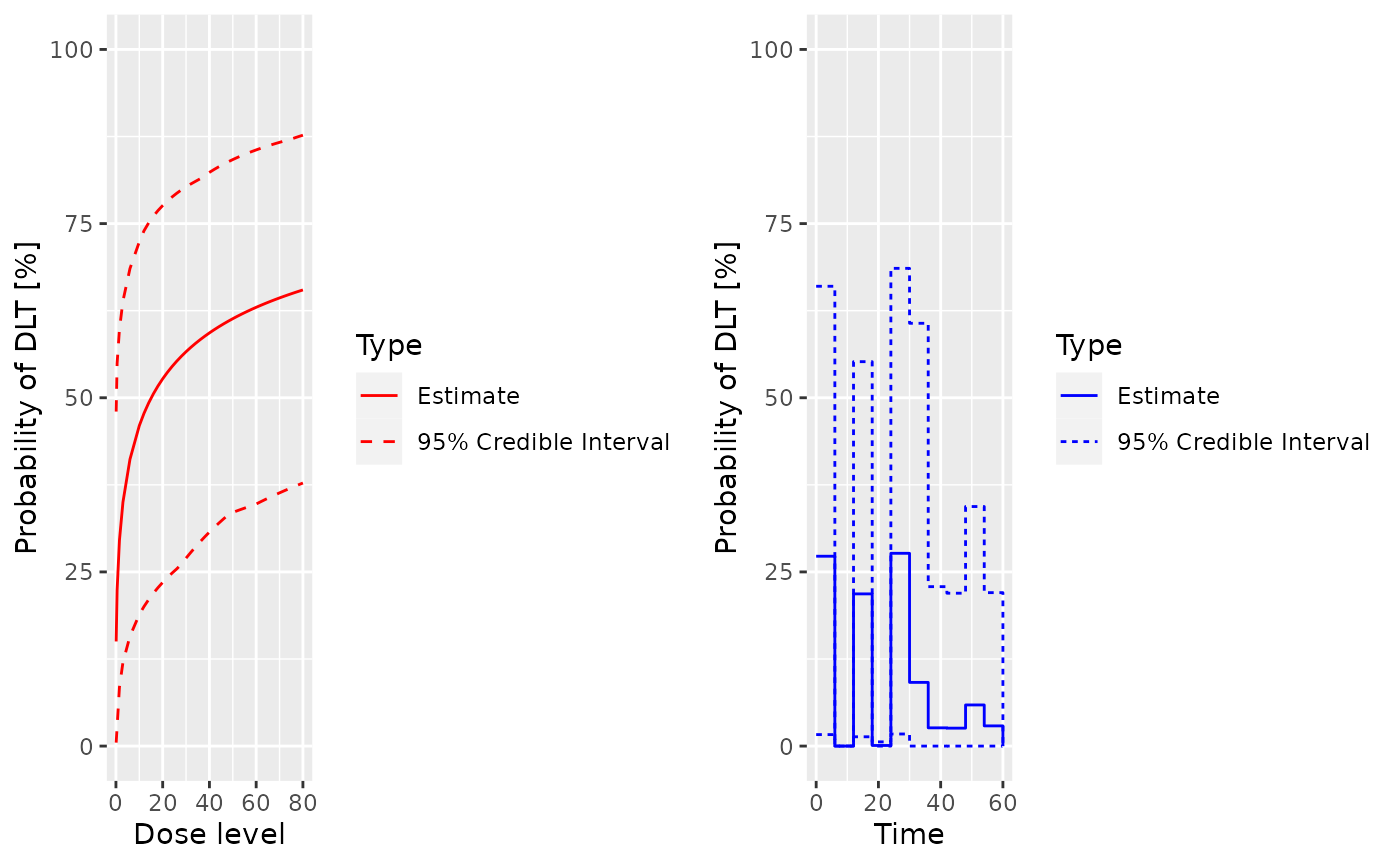 Probability of DLT [%]
100
75
50
25
0
0 20 40 60 80
Dose level
Type
Estimate
95% Credible Interval
Probability of DLT [%]
100
75
50
25
0
0 20 40 60
Time
Type
Estimate
95% Credible Interval